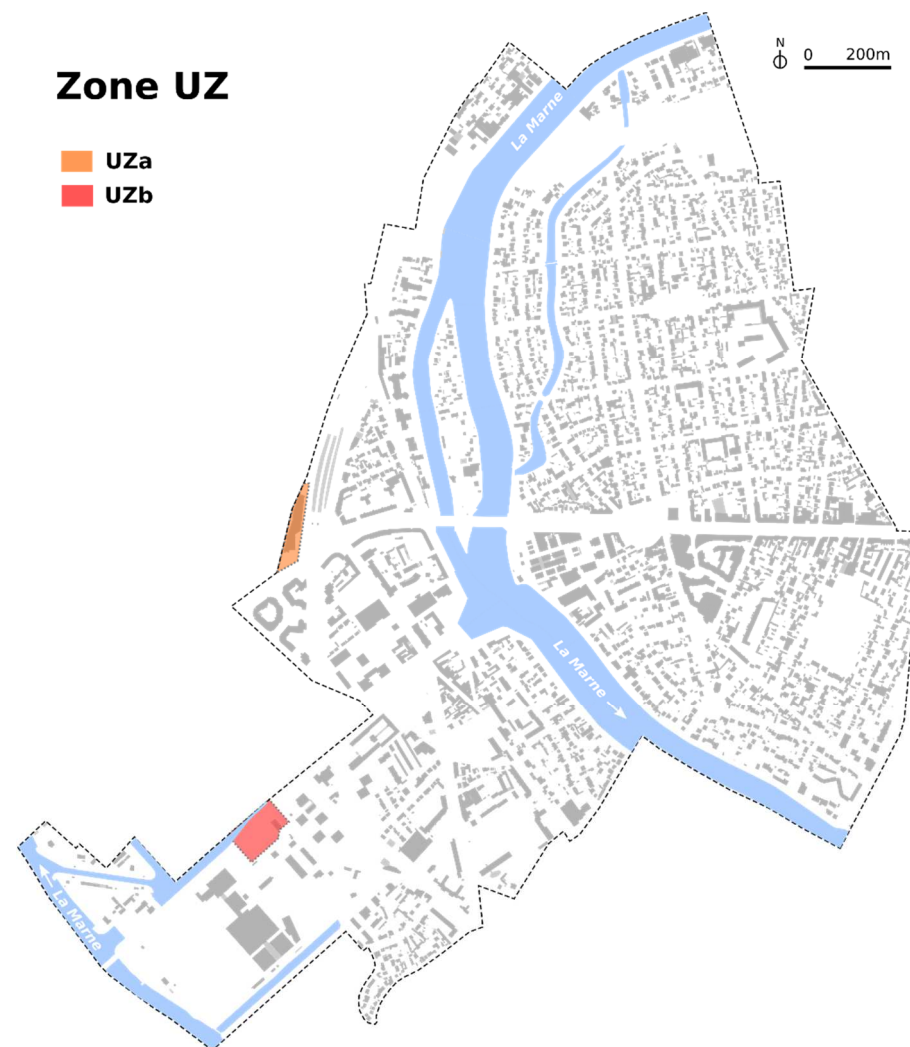 Zone UZ
UZa
UZb
N
0 200m
La Marne
La Marne →
← La Marne